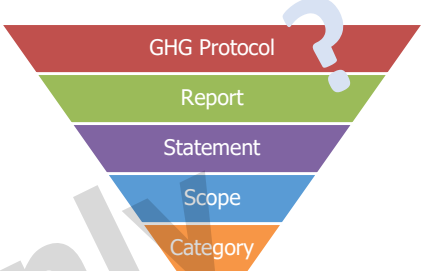 ?
GHG Protocol
Report
Statement
Scope
Category